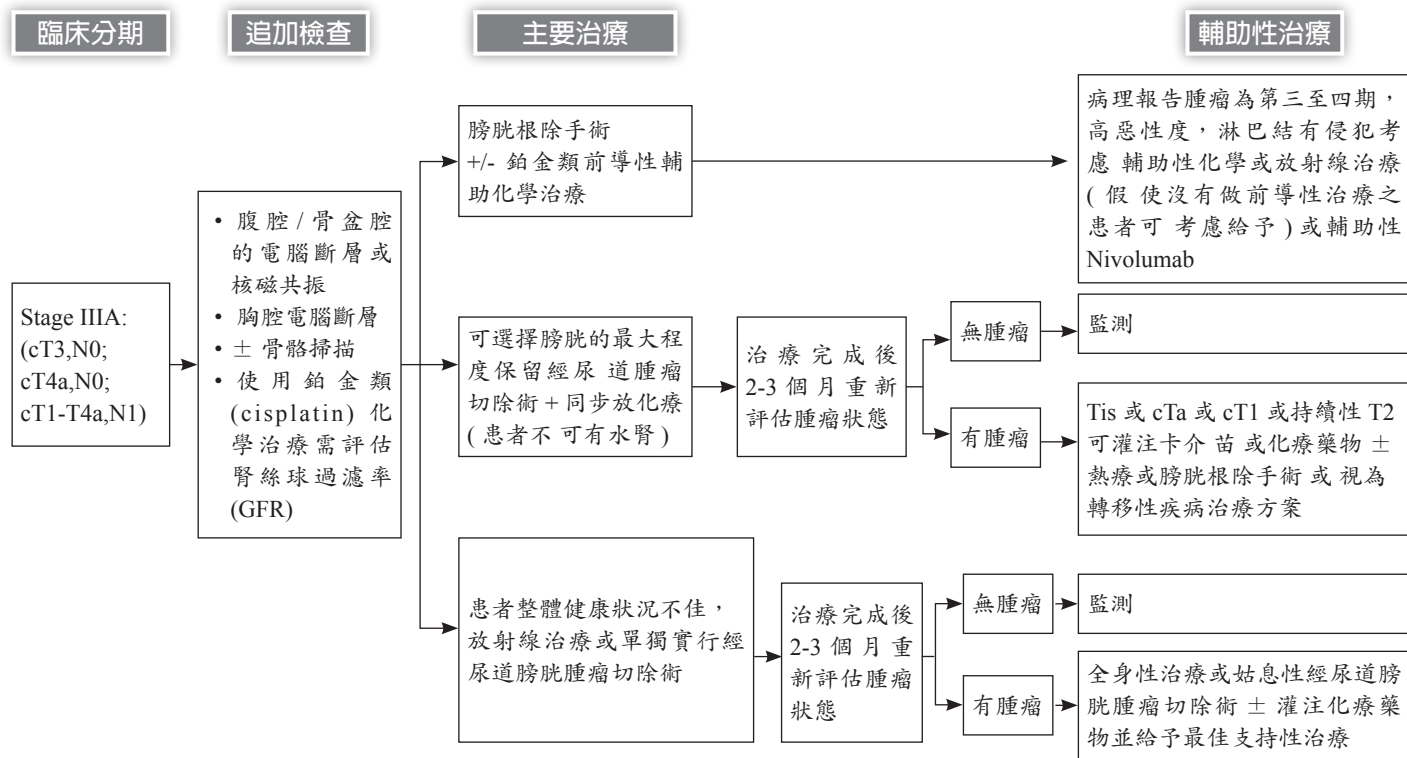 臨床分期
追加檢查
主要治療
輔助性治療
Stage IIIA:
(cT3,N0;
cT4a,N0;
cT1-T4a,N1)
• 腹腔 / 骨盆腔
的電腦斷層或
核磁共振
• 胸腔電腦斷層
• ± 骨骼掃描
• 使用鉑金類
(cisplatin) 化
學治療需評估
腎絲球過濾率
(GFR)
膀胱根除手術
+/- 鉑金類前導性輔
助化學治療
病理報告腫瘤為第三至四期，
高惡性度，淋巴結有侵犯考
慮 輔助性化學或放射線治療
( 假 使沒有做前導性治療之
患者可 考慮給予 ) 或輔助性
Nivolumab
可選擇膀胱的最大程
度保留經尿 道腫瘤
切除術 + 同步放化療
( 患者不 可有水腎 )
治療完成後
2-3 個月重新
評估腫瘤狀態
無腫瘤
監測
有腫瘤
Tis 或 cTa 或 cT1 或持續性 T2
可灌注卡介 苗 或化療藥物 ±
熱療或膀胱根除手術 或 視為
轉移性疾病治療方案
患者整體健康狀況不佳，
放射線治療或單獨實行經
尿道膀胱腫瘤切除術
治療完成後
2-3 個月重
新評估腫瘤
狀態
無腫瘤
監測
有腫瘤
全身性治療或姑息性經尿道膀
胱腫瘤切除術 ± 灌注化療藥
物並給予最佳支持性治療